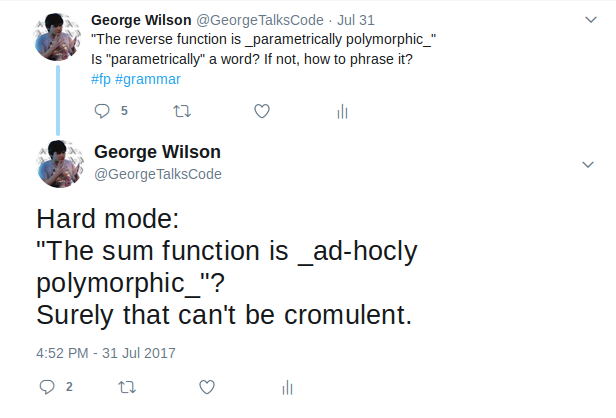 George Wilson @GeorgeTalksCode · Jul 31
"The reverse function is _parametrically polymorphic_"
Is "parametrically" a word? If not, how to phrase it?
#fp #grammar
5
George Wilson
@GeorgeTalksCode
Hard mode:
"The sum function is _ad-hocly
polymorphic_"?
Surely that can't be cromulent.
4:52 PM - 31 Jul 2017
2